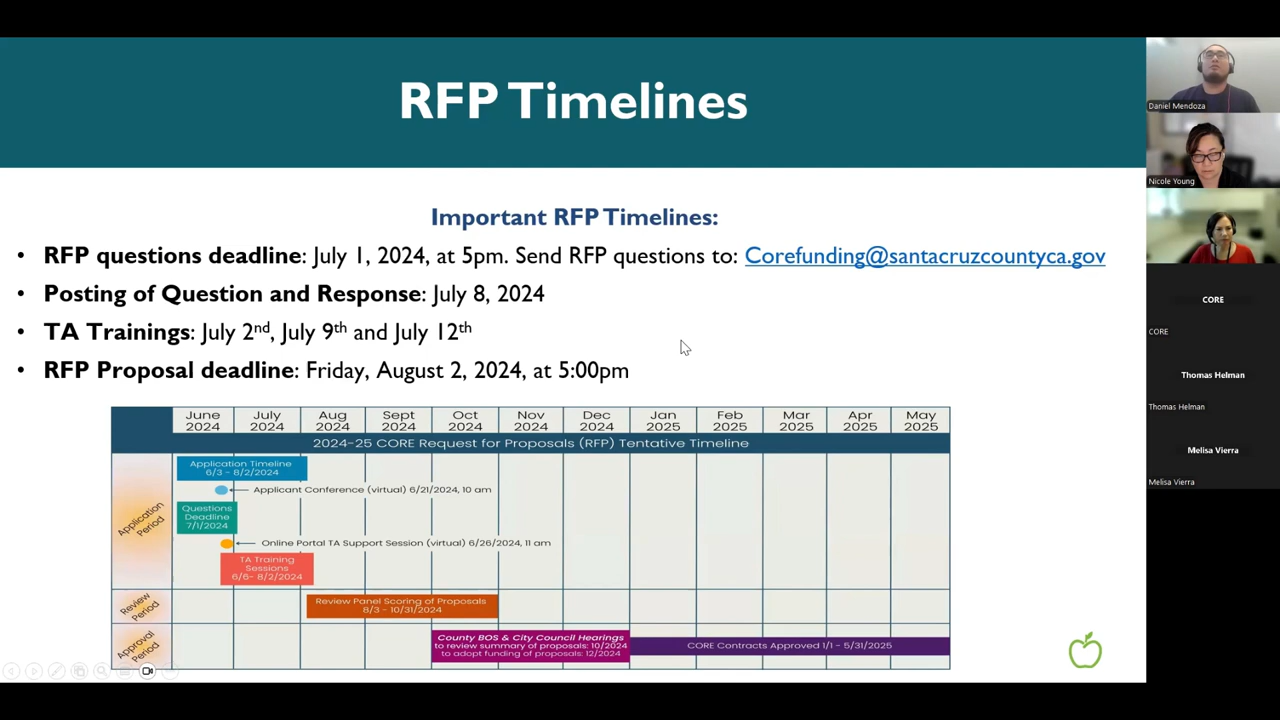 RFP Timelines
Important RFP Timelines:
• RFP questions deadline: July 1, 2024, at 5pm. Send RFP questions to: Corefunding@santacruzcountyca.gov
• Posting of Question and Response: July 8, 2024
• TA Trainings: July 2nd, July 9th and July 12th
• RFP Proposal deadline: Friday, August 2, 2024, at 5:00pm
June 2024
July 2024
Aug 2024
Sept 2024
Oct 2024
Nov 2024
Dec 2024
Jan 2025
Feb 2025
Mar 2025
Apr 2025
May 2025
2024-25 CORE Request for Proposals (RFP) Tentative Timeline
Application Period
Application Timeline
6/3 - 8/2/2024
Applicant Conference (virtual) 6/21/2024, 10 am
Questions
Deadline
7/1/2024
Online Portal TA Support Session (virtual) 6/26/2024, 11 am
TA Training
Sessions
6/6- 8/2/2024
Review Period
Review Panel Scoring of Proposals
8/3 - 10/31/2024
Approval Period
County BOS & City Council Hearings
to review summary of proposals: 10/2024
to adopt funding of proposals: 12/2024
CORE Contracts Approved 1/1 - 5/31/2025
Daniel Mendoza
Nicole Young
CORE
CORE
Thomas Helman
Thomas Helman
Melisa Vierra
Melisa Vierra